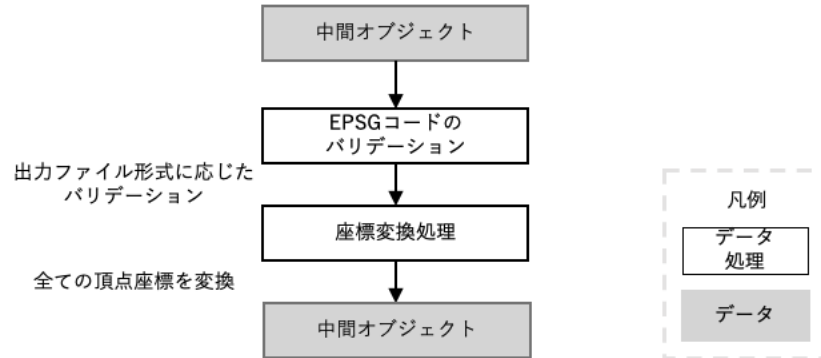 中間オブジェクト
EPSGコードの
バリデーション
出力ファイル形式に応じた
バリデーション
座標変換処理
全ての頂点座標を変換
中間オブジェクト
凡例
データ
処理
データ